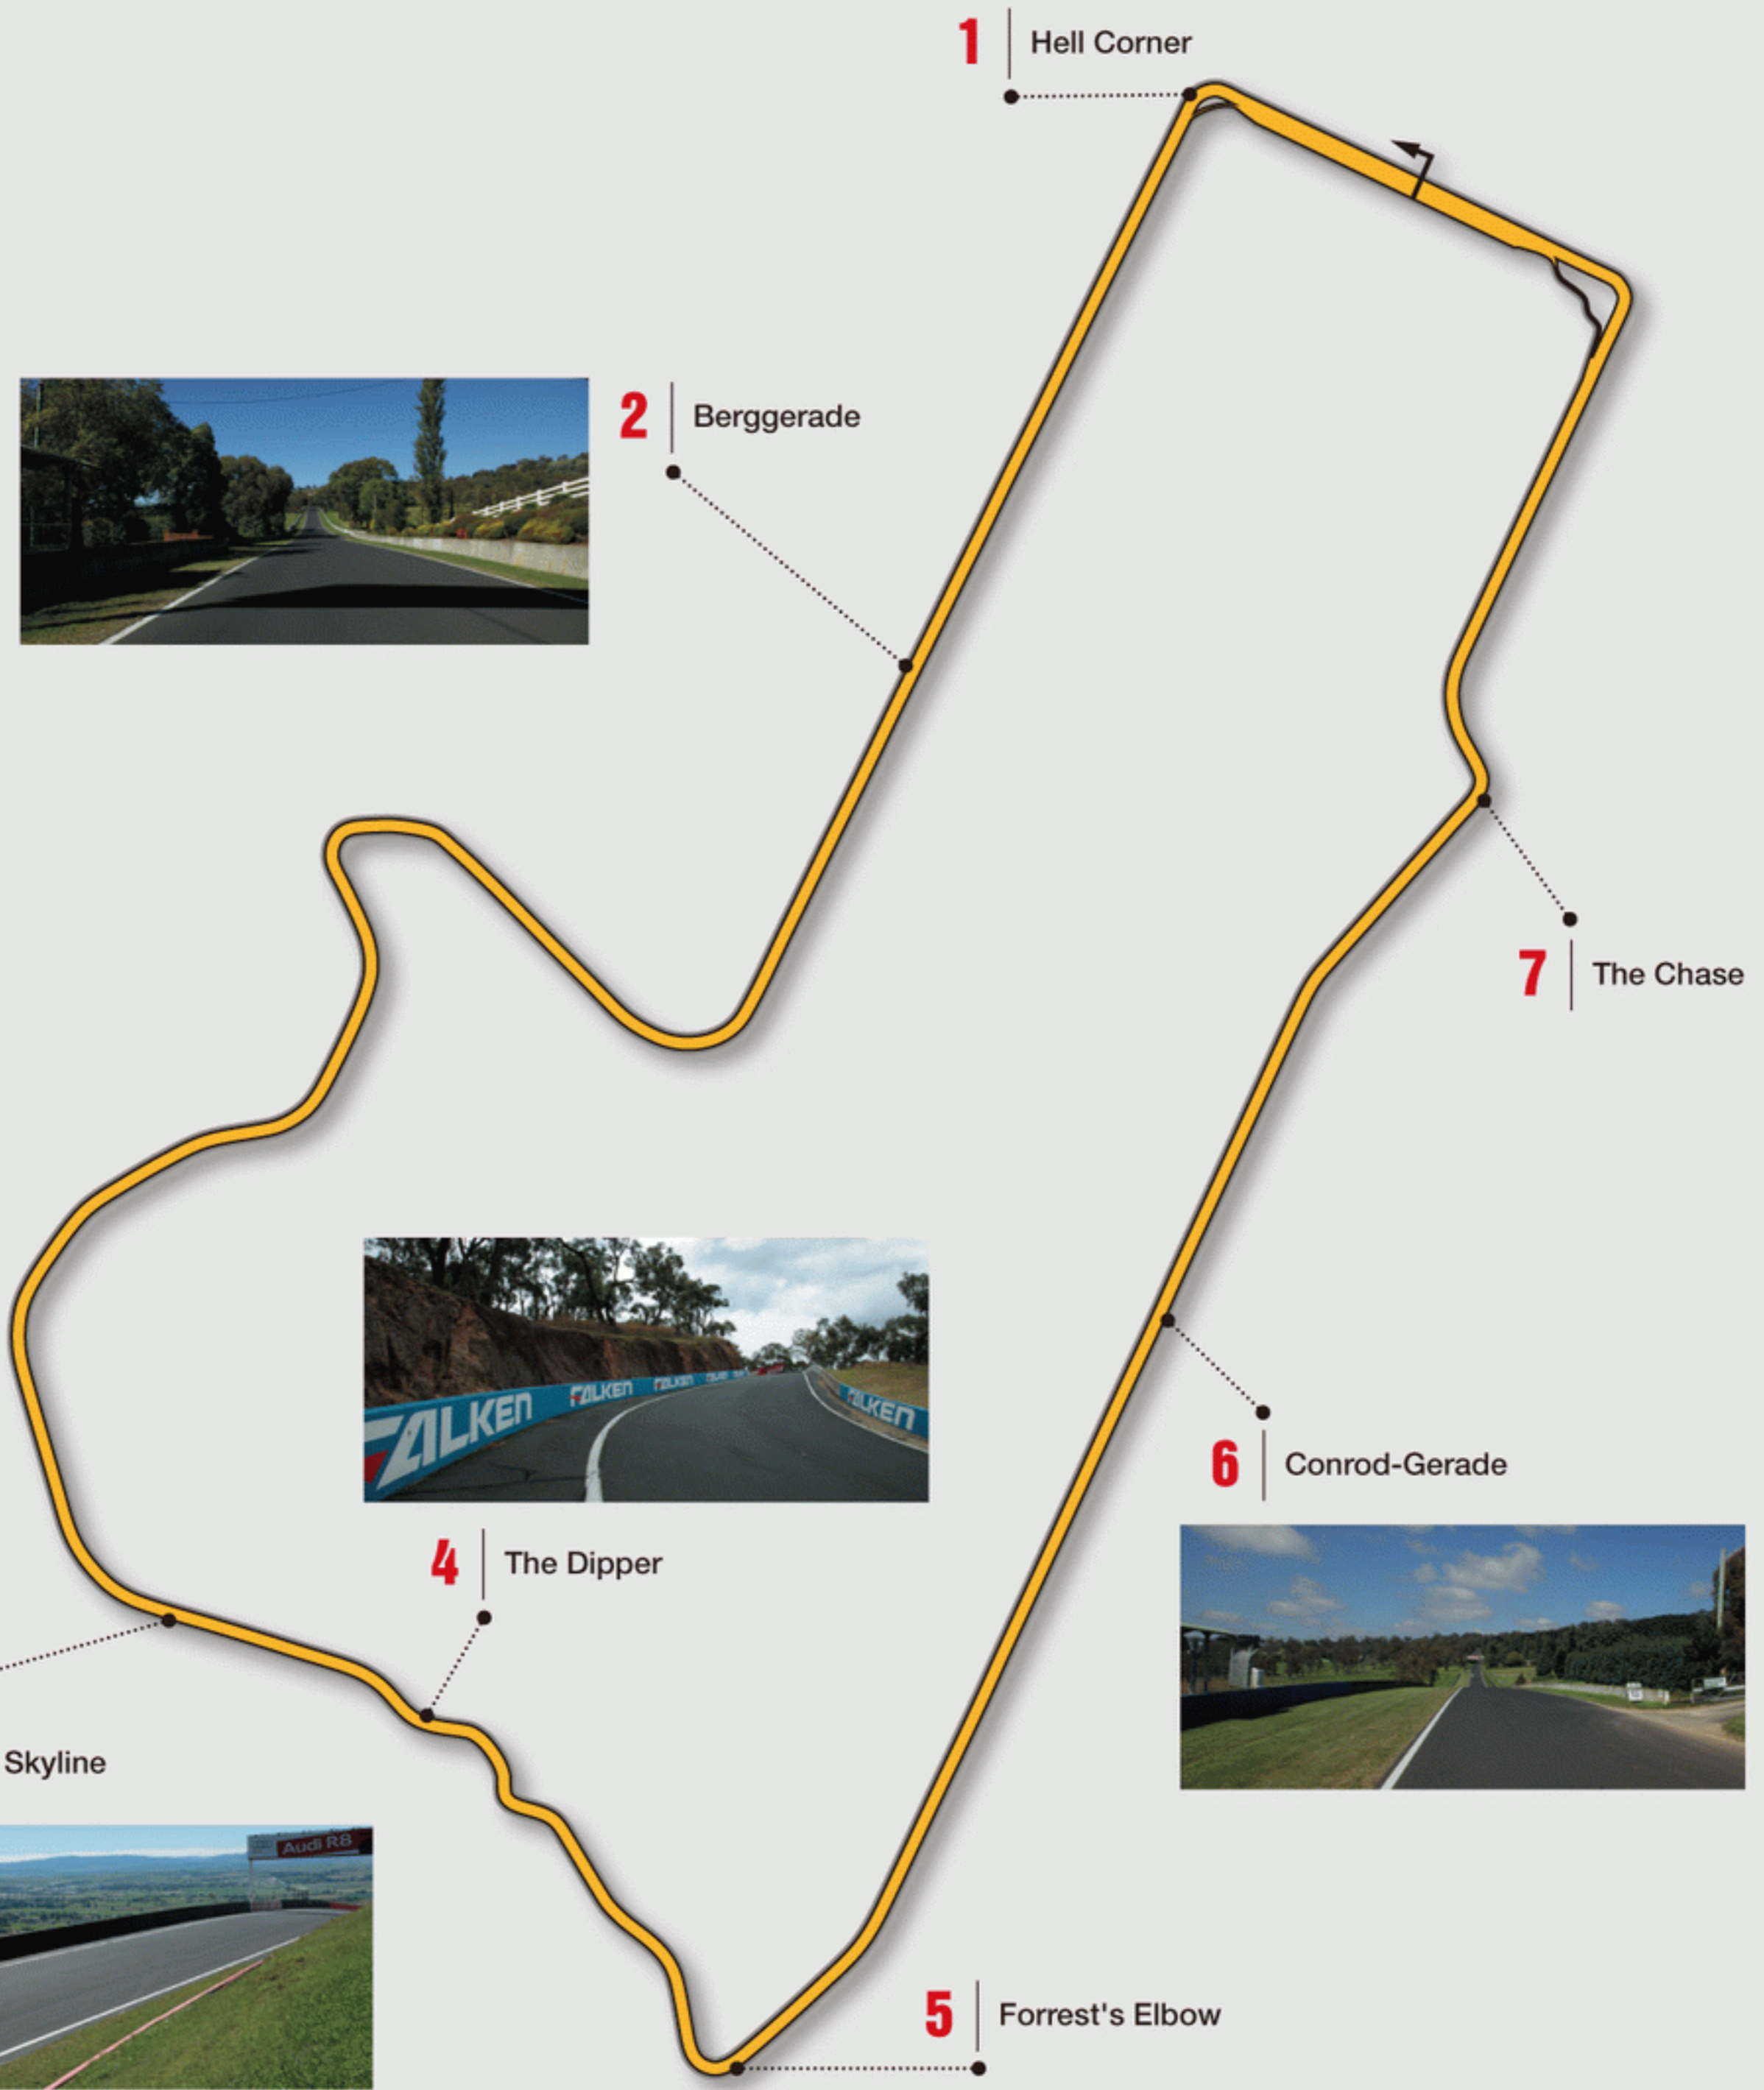 1 Hell Corner
2 Berggerade
7 The Chase
FALKEN FALKEN FALKEN FALKEN
FALKEN
6 Conrod-Gerade
4 The Dipper
Skyline
Audi R8
5 Forrest's Elbow